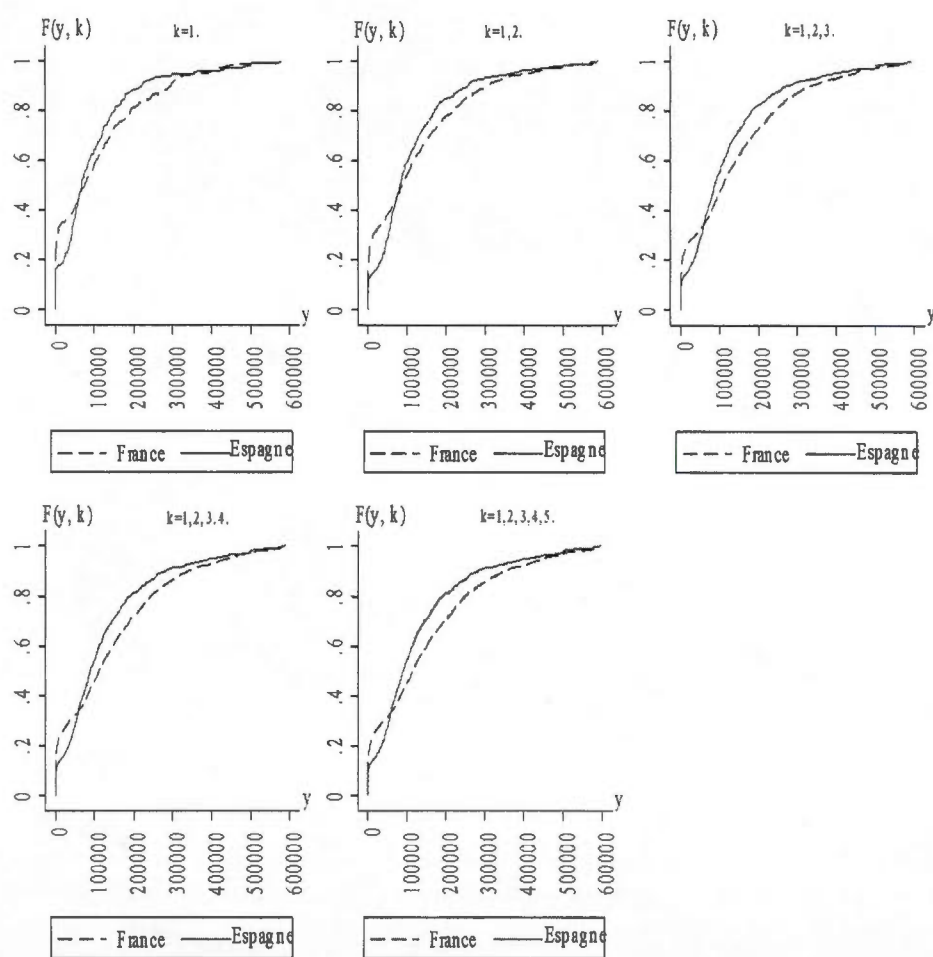 F(y, k) k=1.
1
.8
.6
.4
.2
0
y
0 100000 200000 300000 400000 500000 600000
France Espagne
F(y, k) k=1,2.
1
.8
.6
.4
.2
0
y
0 100000 200000 300000 400000 500000 600000
France Espagne
F(y, k) k=1,2,3.
1
.8
.6
.4
.2
0
y
0 100000 200000 300000 400000 500000 600000
France Espagne
F(y, k) k=1,2,3.4.
1
.8
.6
.4
.2
0
y
0 100000 200000 300000 400000 500000 600000
France Espagne
F(y, k) k=1,2,3,4,5.
1
.8
.6
.4
.2
0
y
0 100000 200000 300000 400000 500000 600000
France Espagne